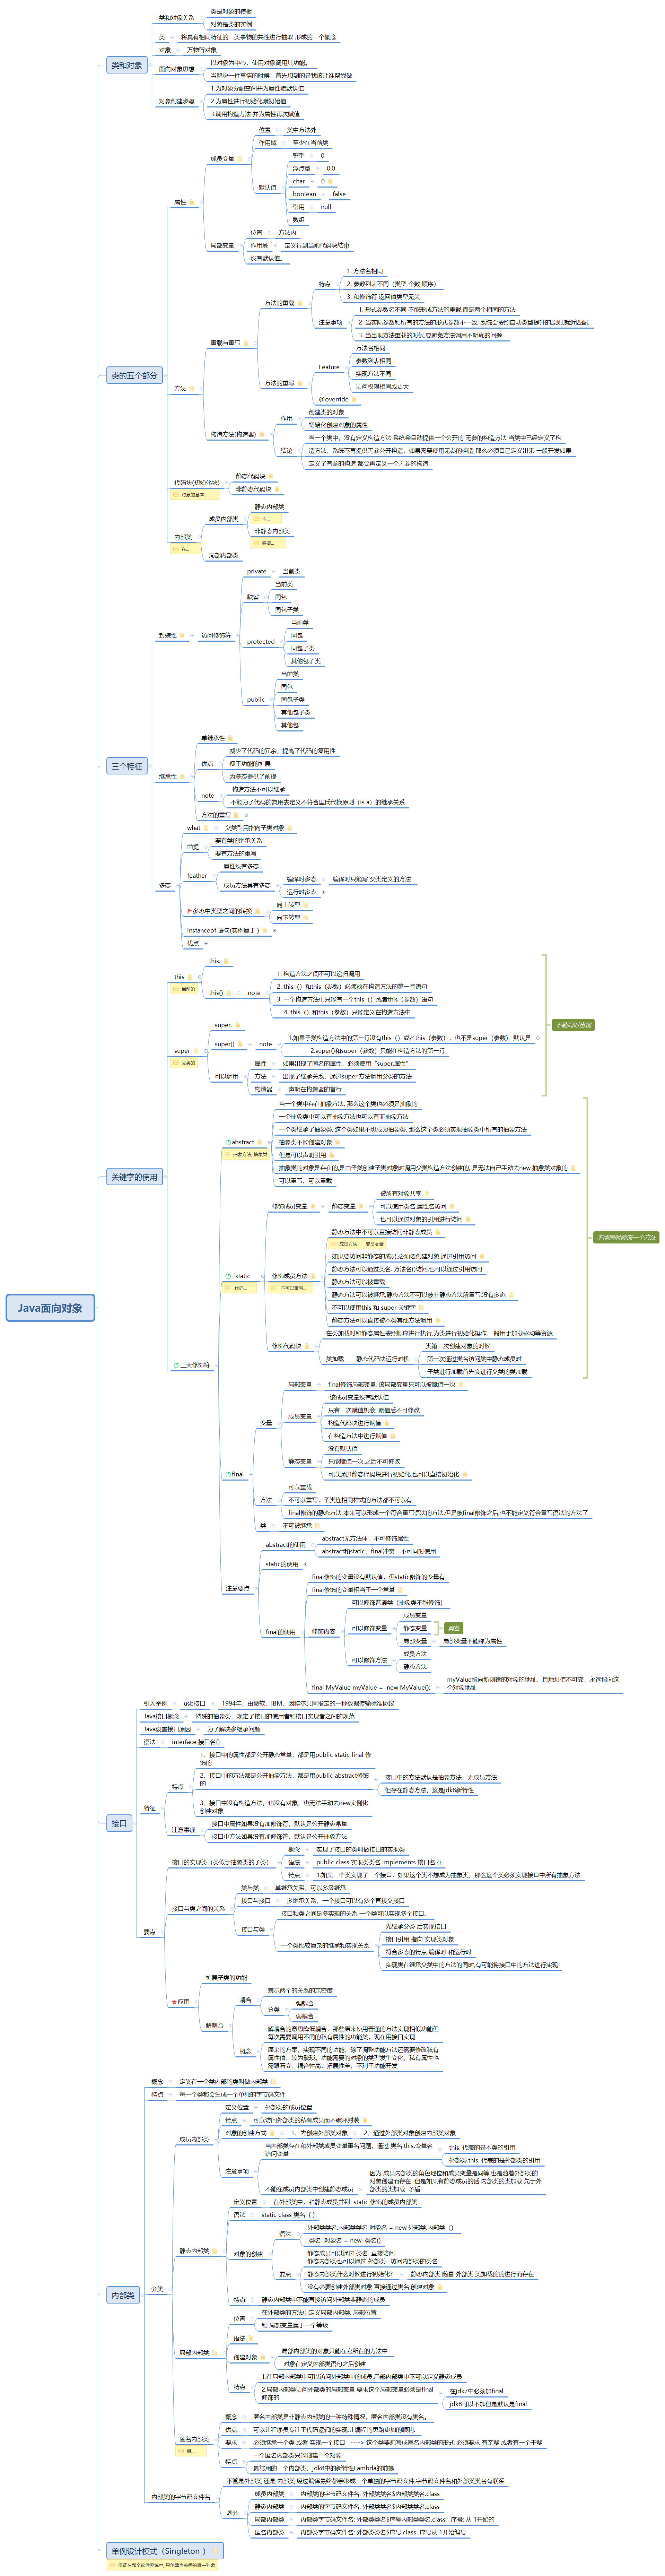 Java面向对象
类和对象
类和对象关系
类是对象的模板
对象是类的实例
类
将具有相同特征的一类事物的共性进行抽取 形成的一个概念
对象
万物皆对象
面向对象思想
以对象为中心，使用对象调用其功能。
当解决一件事情的时候，首先想到的是我该让谁帮我做
对象创建步骤
1.为对象分配空间并为属性赋默认值
2.为属性进行初始化赋初始值
3.调用构造方法 并为属性再次赋值
类的五个部分
属性
成员变量
位置
类中方法外
作用域
至少在当前类
默认值
整型
0
浮点型
0.0
char
0
boolean
false
引用
null
数组
局部变量
位置
方法内
作用域
定义行到当前代码块结束
没有默认值。
方法
重载与重写
方法的重载
特点
1. 方法名相同
2. 参数列表不同（类型 个数 顺序）
3. 和修饰符 返回值类型无关
注意事项
1. 形式参数名不同 不能形成方法的重载,而是两个相同的方法
2. 当实际参数和所有的方法的形式参数不一致, 系统会按照自动类型提升的原则,就近匹配.
3. 当出现方法重载的时候,要避免方法调用不明确的问题.
方法的重写
Feature
方法名相同
参数列表相同
实现方法不同
访问权限相同或更大
@override
构造方法(构造器)
作用
创建类的对象
初始化创建对象的属性
结论
当一个类中，没有定义构造方法 系统会自动提供一个公开的 无参的构造方法 当类中已经定义了构
造方法，系统不再提供无参公开构造，如果需要使用无参的构造 那么必须自己定义出来 一般开发如果
定义了有参的构造 都会再定义一个无参的构造
代码块(初始化块)
对象的基本...
静态代码块
非静态代码块
内部类
在...
成员内部类
静态内部类
不...
非静态内部类
需要...
局部内部类
三个特征
封装性
访问修饰符
private
当前类
缺省
当前类
同包
同包子类
protected
当前类
同包
同包子类
其他包子类
public
当前类
同包
同包子类
其他包子类
其他包
继承性
单继承性
优点
减少了代码的冗余，提高了代码的复用性
便于功能的扩展
为多态提供了前提
note
构造方法不可以继承
不能为了代码的复用去定义不符合里氏代换原则（is a）的继承关系
方法的重写
多态
what
父类引用指向子类对象
前提
要有类的继承关系
要有方法的重写
feather
属性没有多态
成员方法具有多态
编译时多态
编译时只能写 父类定义的方法
运行时多态
多态中类型之间的转换
向上转型
向下转型
instanceof 语句(实例属于 )
优点
关键字的使用
this
当前的
this.
this()
note
1. 构造方法之间不可以递归调用
2. this（）和this（参数）必须放在构造方法的第一行语句
3. 一个构造方法中只能有一个this（）或者this（参数）语句
4. this（）和this（参数）只能定义在构造方法中
super
父类的
super.
super()
note
1.如果子类构造方法中的第一行没有this（）或者this（参数），也不是super（参数） 默认是
2.super()和super（参数）只能在构造方法的第一行
可以调用
属性
如果出现了同名的属性，必须使用“super.属性”
方法
出现了继承关系，通过super.方法调用父类的方法
构造器
声明在构造器的首行
不能同时出现
三大修饰符
abstract
抽象方法, 抽象类
当一个类中存在抽象方法, 那么这个类也必须是抽象的
一个抽象类中可以有抽象方法也可以有非抽象方法
一个类继承了抽象类, 这个类如果不想成为抽象类, 那么这个类必须实现抽象类中所有的抽象方法
抽象类不能创建对象
但是可以声明引用
抽象类的对象是存在的,是由子类创建子类对象时调用父类构造方法创建的, 是无法自己手动去new 抽象类对象的
可以重写、可以重载
static
代码...
修饰成员变量
静态变量
被所有对象共享
可以使用类名.属性名访问
也可以通过对象的引用进行访问
修饰成员方法
不可以重写...
静态方法中不可以直接访问非静态成员
成员方法 成员变量
如果要访问非静态的成员,必须要创建对象,通过引用访问
静态方法可以通过类名. 方法名()访问,也可以通过引用访问
静态方法可以被重载
静态方法可以被继承,静态方法不可以被非静态方法所重写,没有多态
不可以使用this 和 super 关键字
静态方法可以直接被本类其他方法调用
修饰代码块
在类加载时和静态属性按照顺序进行执行,为类进行初始化操作,一般用于加载驱动等资源
类加载——静态代码运行时机
类第一次创建对象的时候
第一次通过类名访问类中静态成员时
子类进行加载首先会进行父类的类加载
不能同时修饰一个方法
final
变量
局部变量
final修饰局部变量, 该局部变量只可以被赋值一次
成员变量
该成员变量没有默认值
只有一次赋值机会, 赋值后不可修改
构造代码块进行赋值
在构造方法中进行赋值
静态变量
没有默认值
只能赋值一次,之后不可修改
可以通过静态代码块进行初始化,也可以直接初始化
方法
可以重载
不可以重写，子类连相同样式的方法都不可以有
final修饰的静态方法 本来可以形成一个符合重写语法的方法,但是被final修饰之后,也不能定义符合重写语法的方法了
类
不可被继承
注意要点
abstract的使用
abstract无方法体，不可修饰属性
abstract和static、final冲突，不可同时使用
static的使用
final的使用
final修饰的变量没有默认值，但static修饰的变量有
final修饰的变量相当于一个常量
修饰内容
可以修饰普通类（抽象类不能修饰）
可以修饰变量
成员变量
静态变量
属性
局部变量
局部变量不能称为属性
可以修饰方法
成员方法
静态方法
final MyValue myValue = new MyValue();
myValue指向新创建的对象的地址，且地址值不可变，永远指向这
个对象地址
接口
引入举例
usb接口
1994年，由微软、IBM、因特尔共同指定的一种数据传输标准协议
Java接口概念
特殊的抽象类，规定了接口的使用者和接口实现者之间的规范
Java设置接口原因
为了解决多继承问题
语法
interface 接口名{}
特征
特点
1、接口中的属性都是公开静态常量，都是用public static final 修
饰的
2、接口中的方法都是公开抽象方法，都是用public abstract修饰
的
接口中的方法默认是抽象方法，无成员方法
但存在静态方法，这是jdk8新特性
3、接口中没有构造方法，也没有对象，也无法手动去new实例化
创建对象
注意事项
接口中属性如果没有加修饰符，默认是公开静态常量
接口中方法如果没有加修饰符，默认是公开抽象方法
要点
接口的实现类（类似于抽象类的子类）
概念
实现了接口的类叫做接口的实现类
语法
public class 实现类类名 implements 接口名 {}
特点
1.如果一个类实现了一个接口，如果这个类不想成为抽象类，那么这个类必须实现接口中所有抽象方法
接口与类之间的关系
类与类
单继承关系，可以多级继承
接口与接口
多继承关系，一个接口可以有多个直接父接口
接口与类
接口和类之间是多实现的关系 一个类可以实现多个接口。
一个类比较复杂的继承和实现关系
先继承父类 后实现接口
接口引用 指向 实现类对象
符合多态的特点 编译时 和运行时
实现类在继承父类中的方法的同时,有可能将接口中的方法进行实现
应用
扩展子类的功能
解耦合
耦合
表示两个的关系的亲密度
分类
强耦合
弱耦合
概念
解耦合的意思降低耦合，那些原来使用普通的方法实现相似功能但
每次需要调用不同的私有属性的功能类，现在用接口实现
原来的方案，实现不同的功能，除了调整功能方法还需要修改私有
属性值，较为繁琐。功能需要的对象的类型发生变化，私有属性也
需跟着变，耦合性高，拓展性差，不利于功能开发
内部类
概念
定义在一个类内部的类叫做内部类
特点
每一个类都会生成一个单独的字节码文件
分类
成员内部类
定义位置
外部类的成员位置
特点
可以访问外部类的私有成员而不破坏封装
对象的创建方式
1、先创建外部类对象
2、通过外部类对象创建内部类对象
注意事项
当内部类存在和外部类成员变量重名问题，通过 类名.this.变量名
访问变量
this. 代表的是本类的引用
外部类.this. 代表的是外部类的引用
不能在成员内部类中创建静态成员
因为 成员内部类的角色地位和成员变量是同等,也是随着外部类的
对象创建而存在 但是如果有静态成员的话 内部类的类加载 先于外
部类的类加载 矛盾
静态内部类
定义位置
在外部类中，和静态成员并列 static 修饰的成员内部类
语法
static class 类名 { }
对象的创建
语法
外部类类名.内部类类名 对象名 = new 外部类.内部类（）
类名 对象名 = new 类名()
要点
静态成员可以通过 类名. 直接访问
静态内部类也可以通过 外部类. 访问内部类的类名
静态内部类什么时候进行初始化？
静态内部类 随着 外部类 类加载的的进行而存在
没有必要创建外部类对象 直接通过类名.创建对象
特点
静态内部类中不能直接访问外部类非静态的成员
局部内部类
位置
在外部类的方法中定义局部内部类, 局部位置
和 局部变量属于一个等级
语法
创建对象
局部内部类的对象只能在它所在的方法中
对象在定义内部类语句之后创建
特点
1.在局部内部类中可以访问外部类中的成员,局部内部类中不可以定义静态成员
2.局部内部类访问外部类的局部变量 要求这个局部变量必须是final
修饰的
在jdk7中必须加final
jdk8可以不加但是默认是final
匿名内部类
最...
概念
匿名内部类是非静态内部类的一种特殊情况，匿名内部类没有类名。
优点
可以让程序员专注于代码逻辑的实现,让编程的思路更加的顺利.
要求
必须继承一个类 或者 实现一个接口 ----> 这个类要想写成匿名内部类的形式 必须要求 有亲爹 或者有一个干爹
特点
一个匿名内部类只能创建一个对象
最常用的一个内部类，jdk8中的新特性Lambda的前提
内部类的字节码文件名
不管是外部类 还是 内部类 经过编译最终都会形成一个单独的字节码文件,字节码文件名和外部类类名有联系
划分
成员内部类
内部类的字节码文件名: 外部类类名$内部类类名.class
静态内部类
内部类的字节码文件名: 外部类类名$内部类类名.class
局部内部类
内部类字节码文件名: 外部类类名$序号内部类类名.class 序号: 从 1开始的
匿名内部类
内部类字节码文件名: 外部类类名$序号.class 序号从 1开始编号
单例设计模式（Singleton ）
保证在整个软件系统中, 只创建当前类的唯一对象